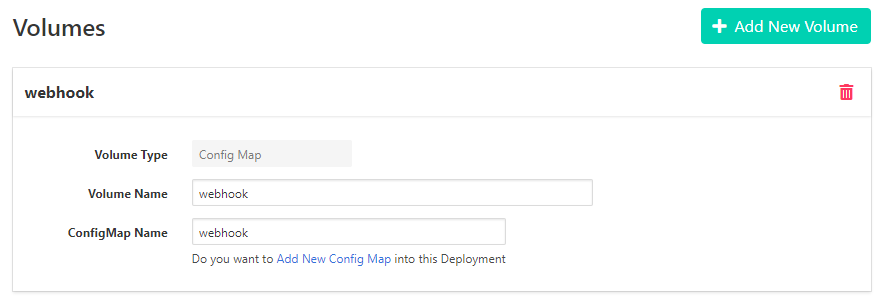 Volumes
Add New Volume
webhook
Volume Type Config Map
Volume Name webhook
ConfigMap Name webhook
Do you want to Add New Config Map into this Deployment